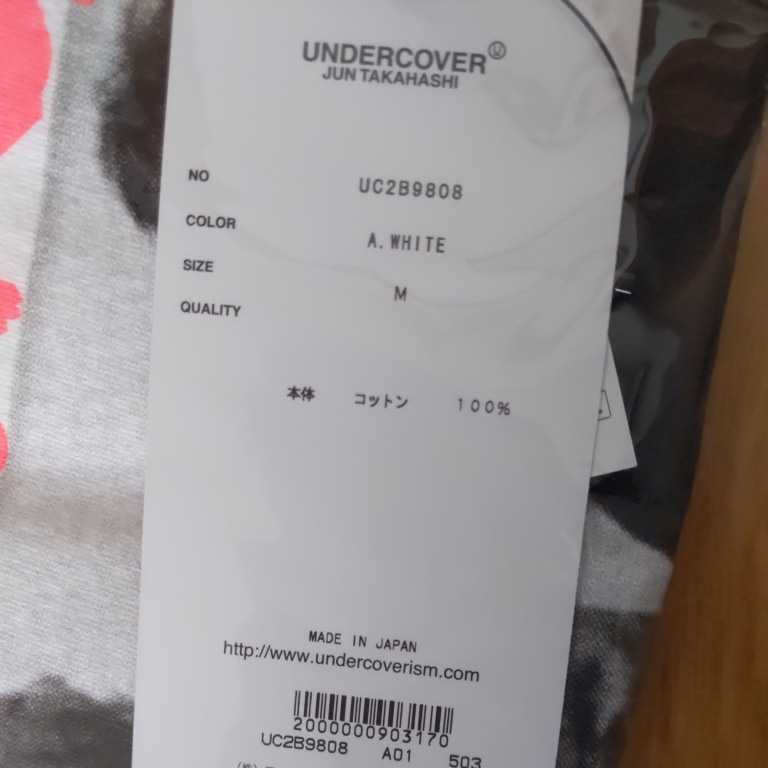 UNDERCOVER
JUN TAKAHASHI
NO UC2B9808
COLOR A.WHITE
SIZE M
QUALITY
本体 コットン 100%
MADE IN JAPAN
http://www.undercoverism.com
2000000903170
UC2B9808 A01 503